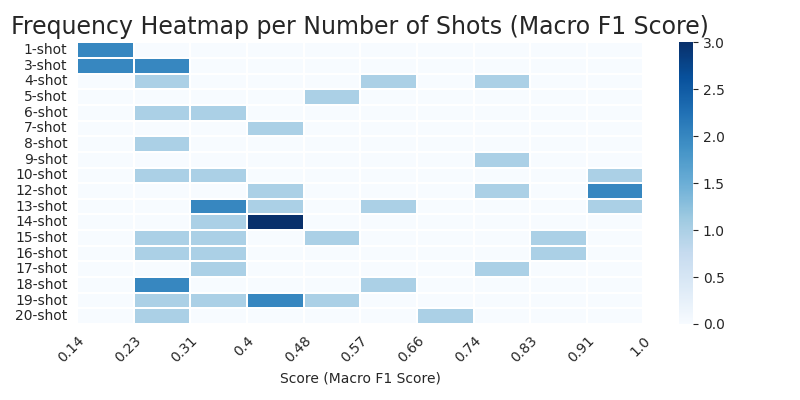 Frequency Heatmap per Number of Shots (Macro F1 Score)
1-shot
3-shot
4-shot
5-shot
6-shot
7-shot
8-shot
9-shot
10-shot
12-shot
13-shot
14-shot
15-shot
16-shot
17-shot
18-shot
19-shot
20-shot
0.14 0.23 0.31 0.4 0.48 0.57 0.66 0.74 0.83 0.91 1.0
Score (Macro F1 Score)
3.0
2.5
2.0
1.5
1.0
0.5
0.0